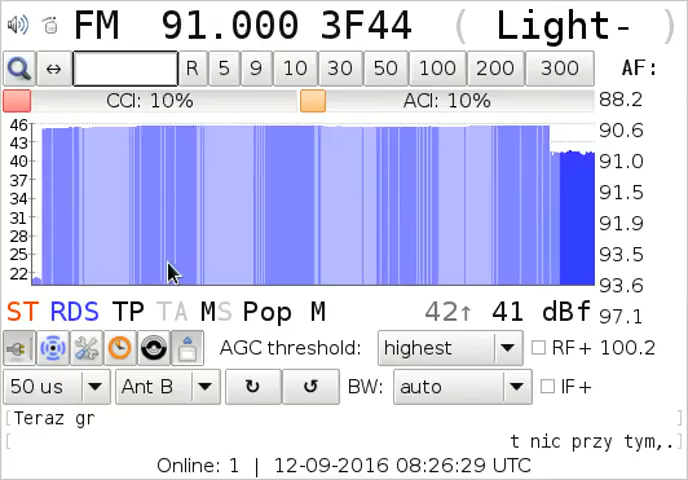 FM 91.000 3F44 ( Light- )
↔ R 5 9 10 30 50 100 200 300 AF:
CCI: 10% ACI: 10% 88.2
46 90.6
43
40 91.0
37
34 91.5
31
28 91.9
25 93.5
22 93.6
ST RDS TP TA MS Pop M 42↑ 41 dBf 97.1
AGC threshold: highest RF+ 100.2
50 us Ant B ↻ ↺ BW: auto IF+
[Teraz gr ]
[ t nic przy tym,.]
Online: 1 | 12-09-2016 08:26:29 UTC